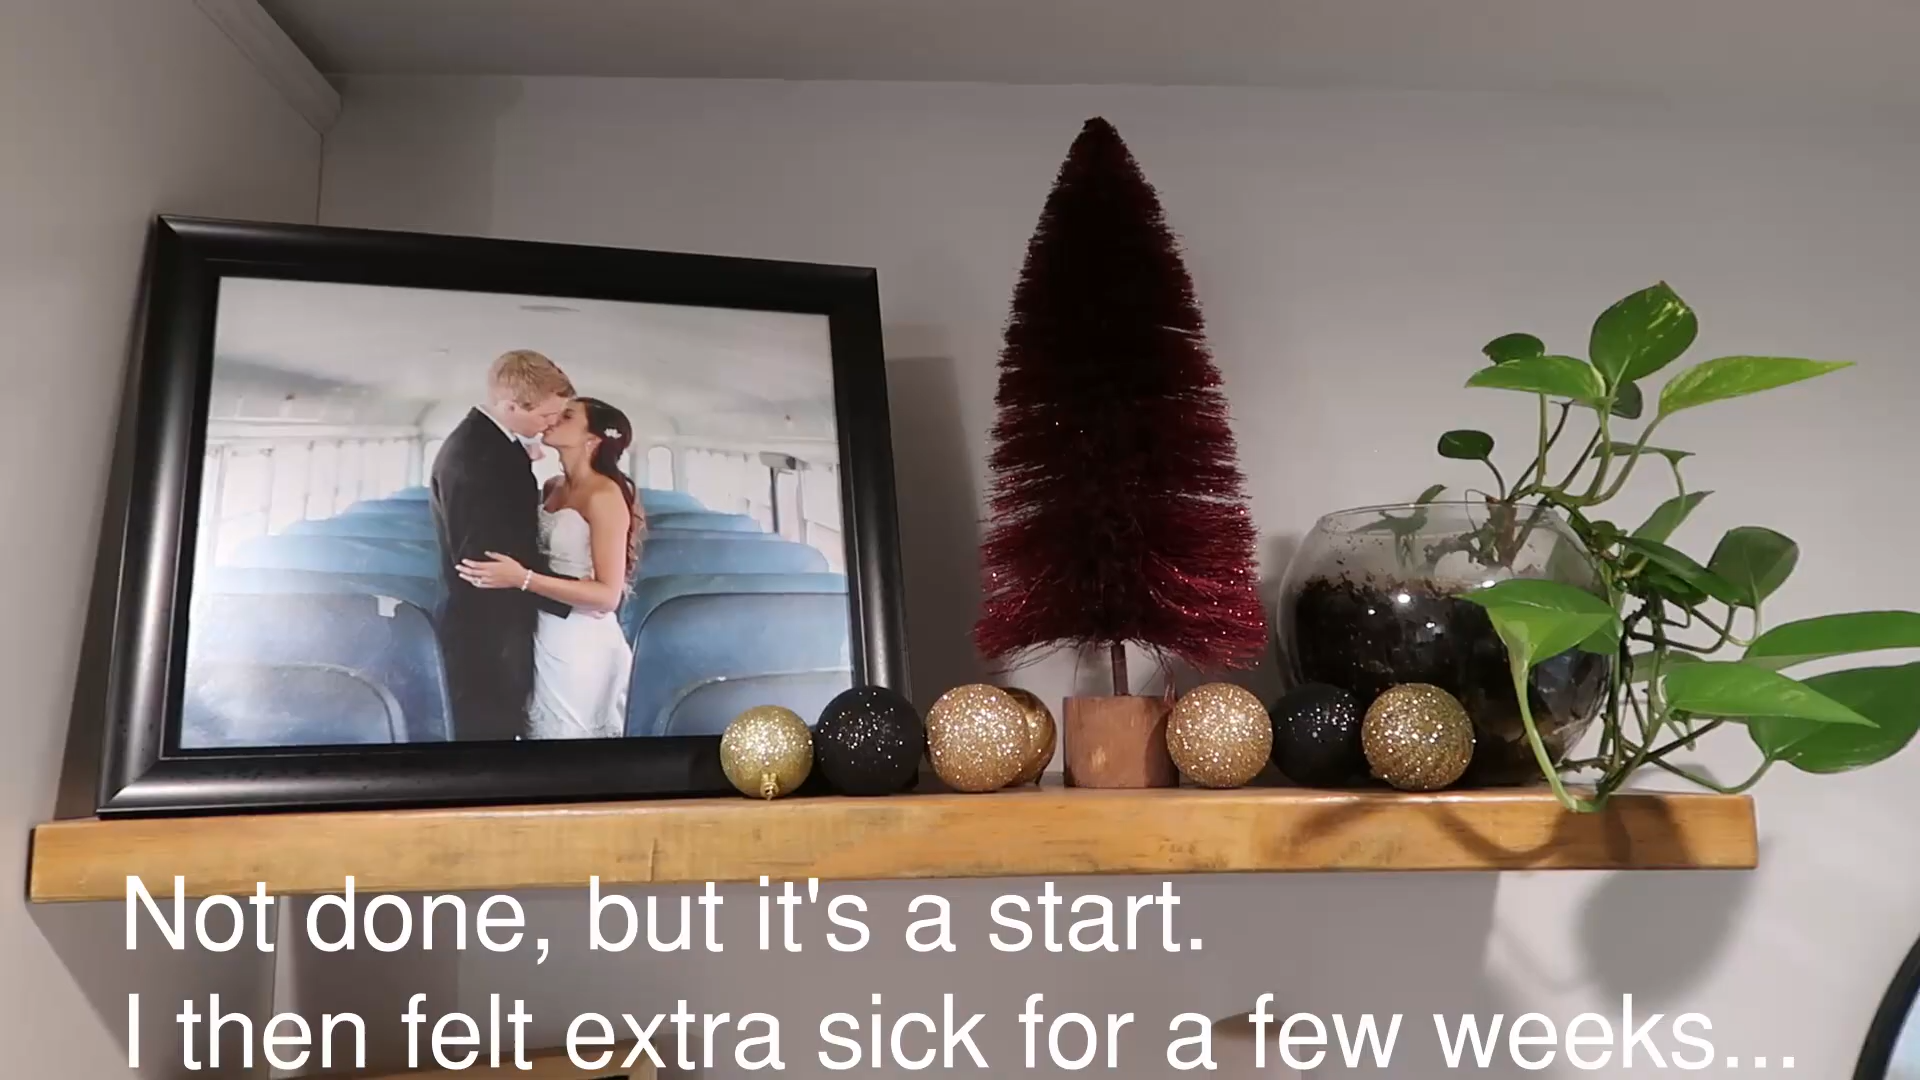 Not done, but it's a start.
I then felt extra sick for a few weeks...